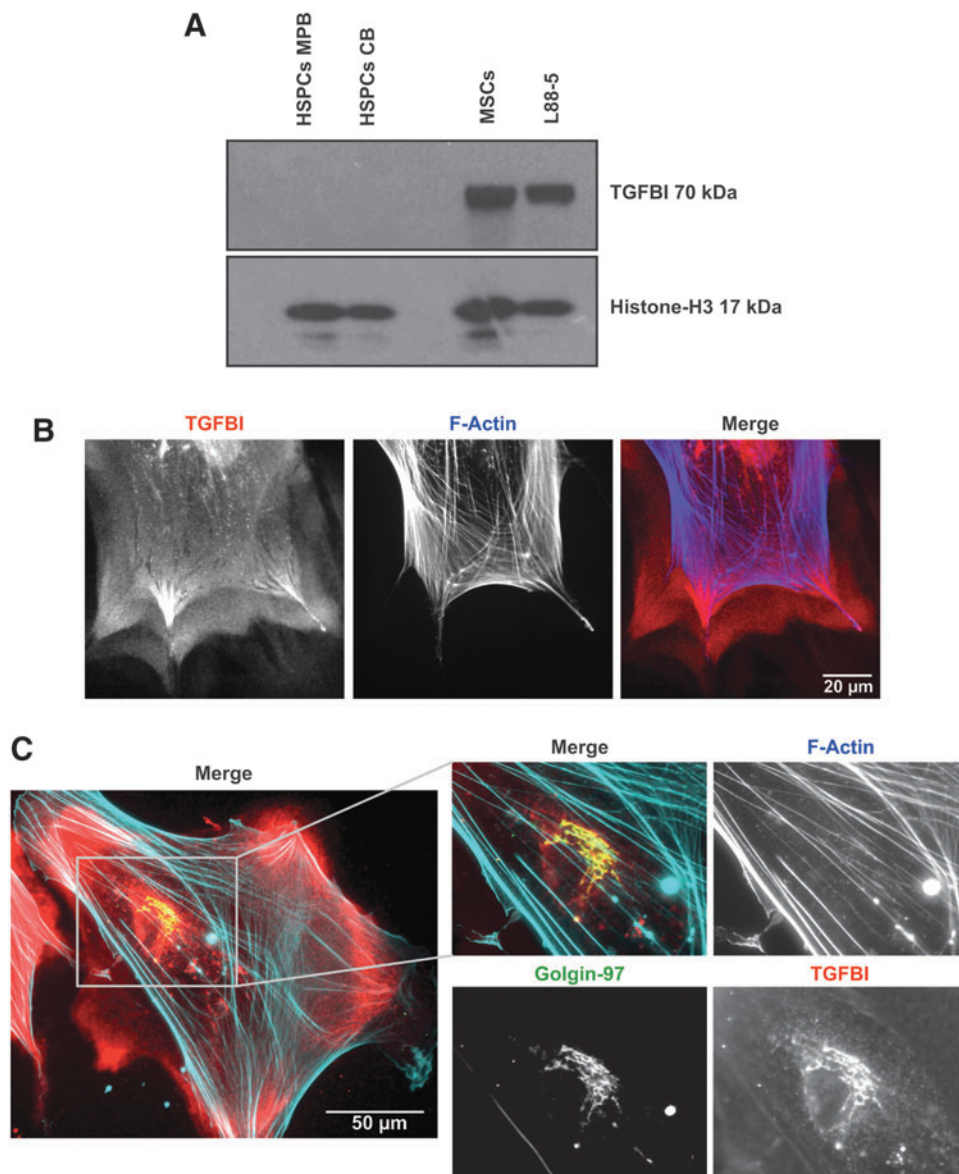 A
HSPCs MPB
HSPCs CB
MSCs
L88-5
TGFBI 70 kDa
Histone-H3 17 kDa
B
TGFBI
F-Actin
Merge
20 µm
C
Merge
Merge
F-Actin
Golgin-97
TGFBI
50 µm